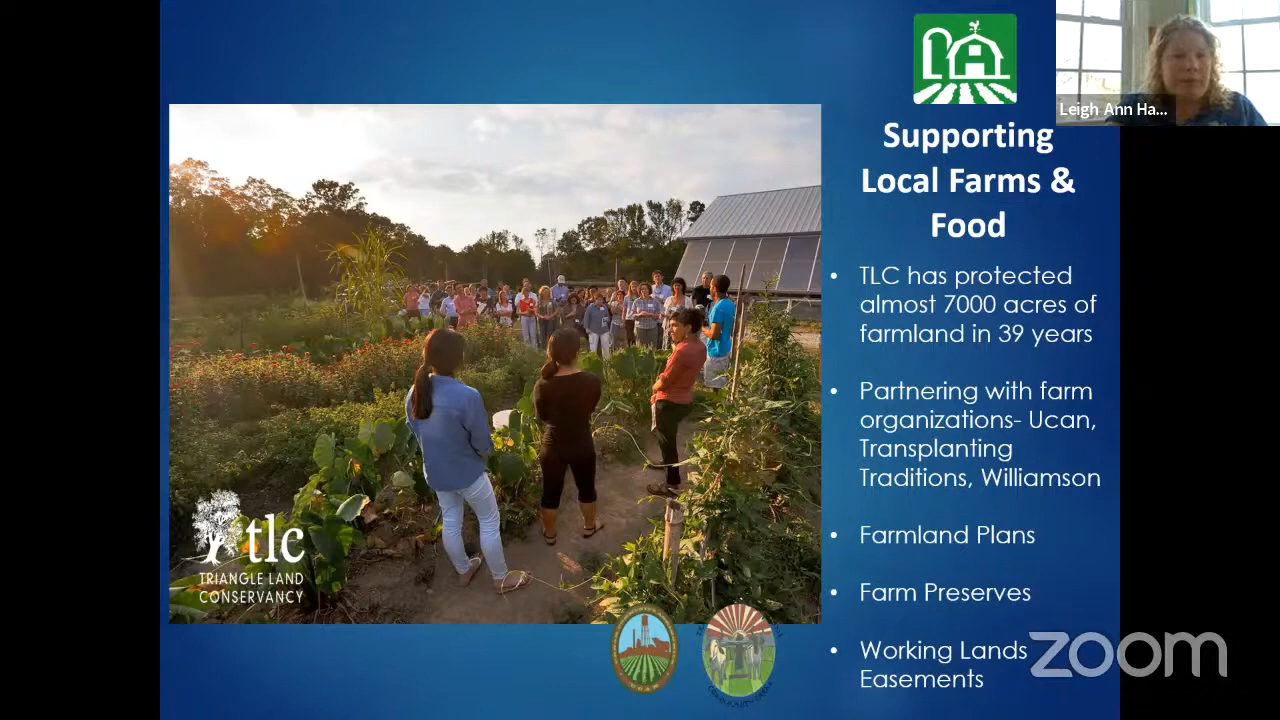 Leigh Ann Ha...
Supporting
Local Farms &
Food
• TLC has protected
almost 7000 acres of
farmland in 39 years
• Partnering with farm
organizations- Ucan,
Transplanting
Traditions, Williamson
• Farmland Plans
• Farm Preserves
• Working Lands
Easements
tlc
TRIANGLE LAND
CONSERVANCY
zoom